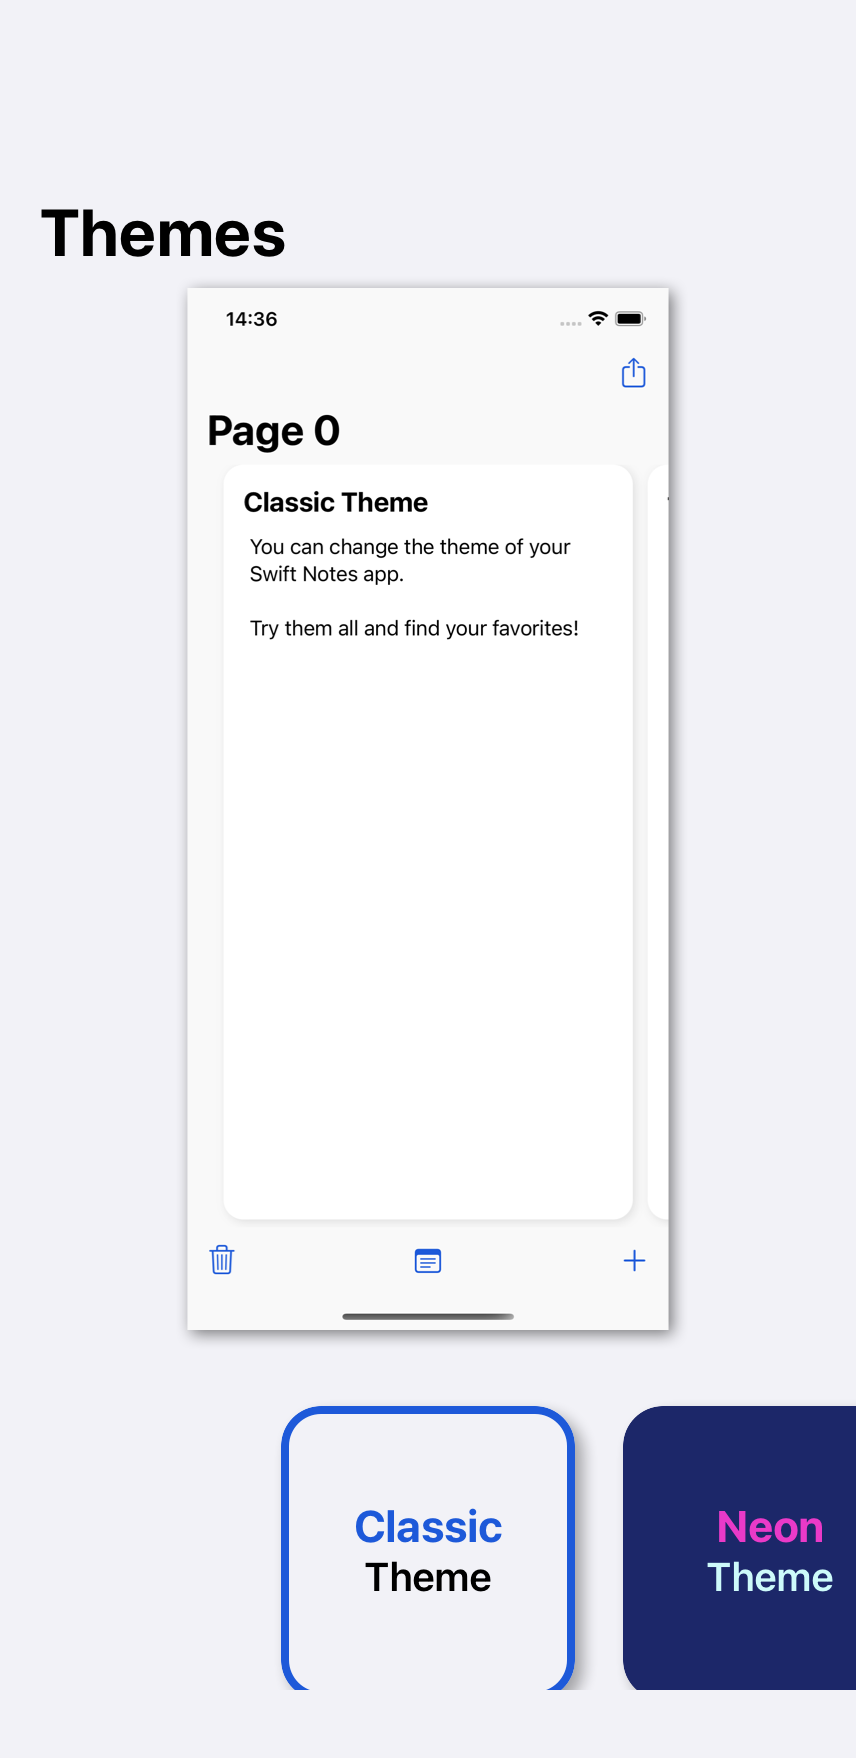 Themes
14:36
Page 0
Classic Theme
You can change the theme of your
Swift Notes app.
Try them all and find your favorites!
Classic
Theme
Neon
Theme